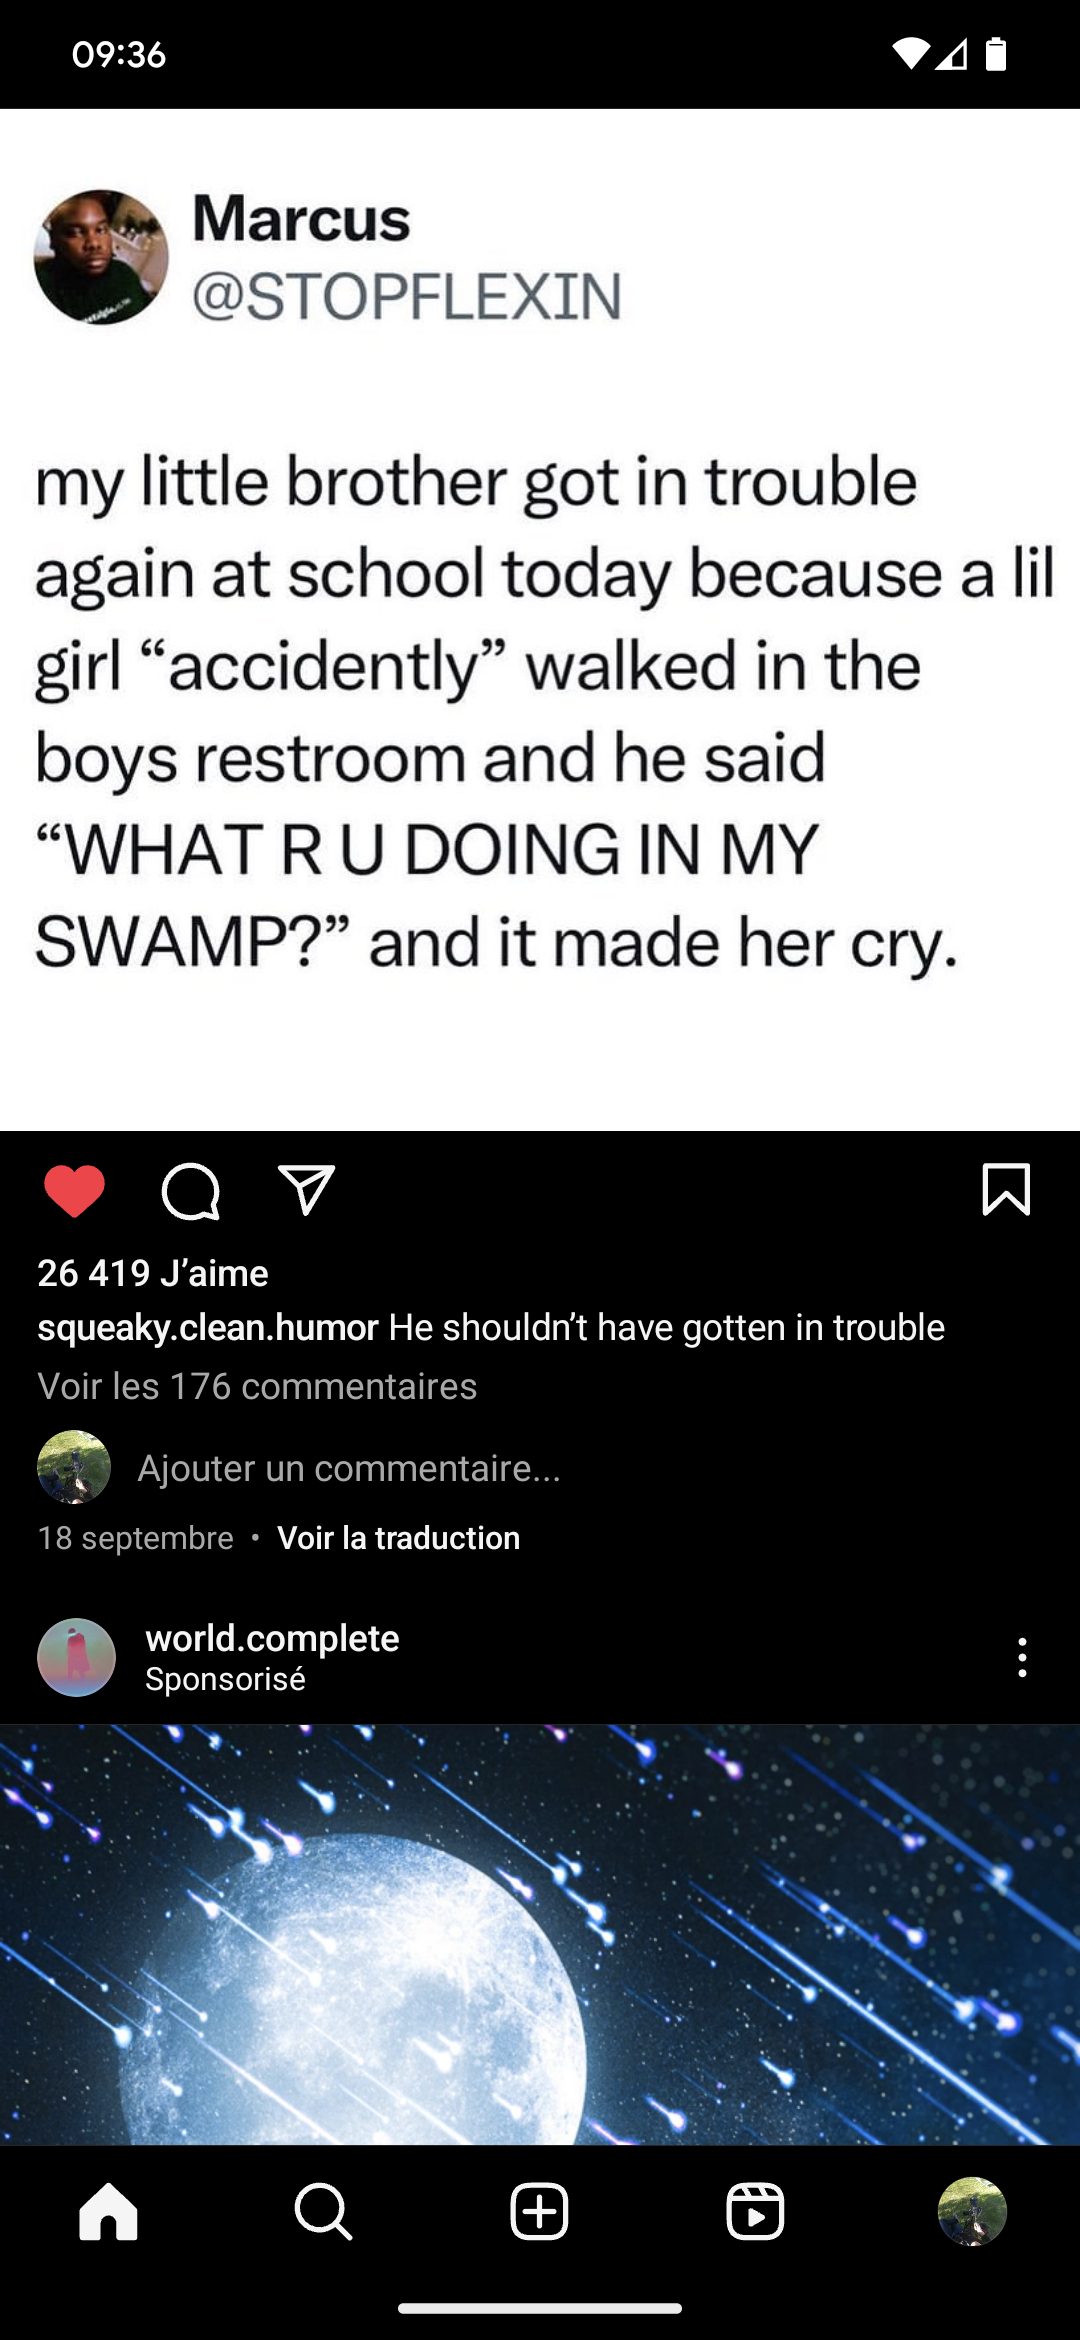 09:36
Marcus
@STOPFLEXIN
my little brother got in trouble
again at school today because a lil
girl “accidently” walked in the
boys restroom and he said
“WHAT R U DOING IN MY
SWAMP?” and it made her cry.
26 419 J’aime
squeaky.clean.humor He shouldn’t have gotten in trouble
Voir les 176 commentaires
Ajouter un commentaire...
18 septembre • Voir la traduction
world.complete
Sponsorisé